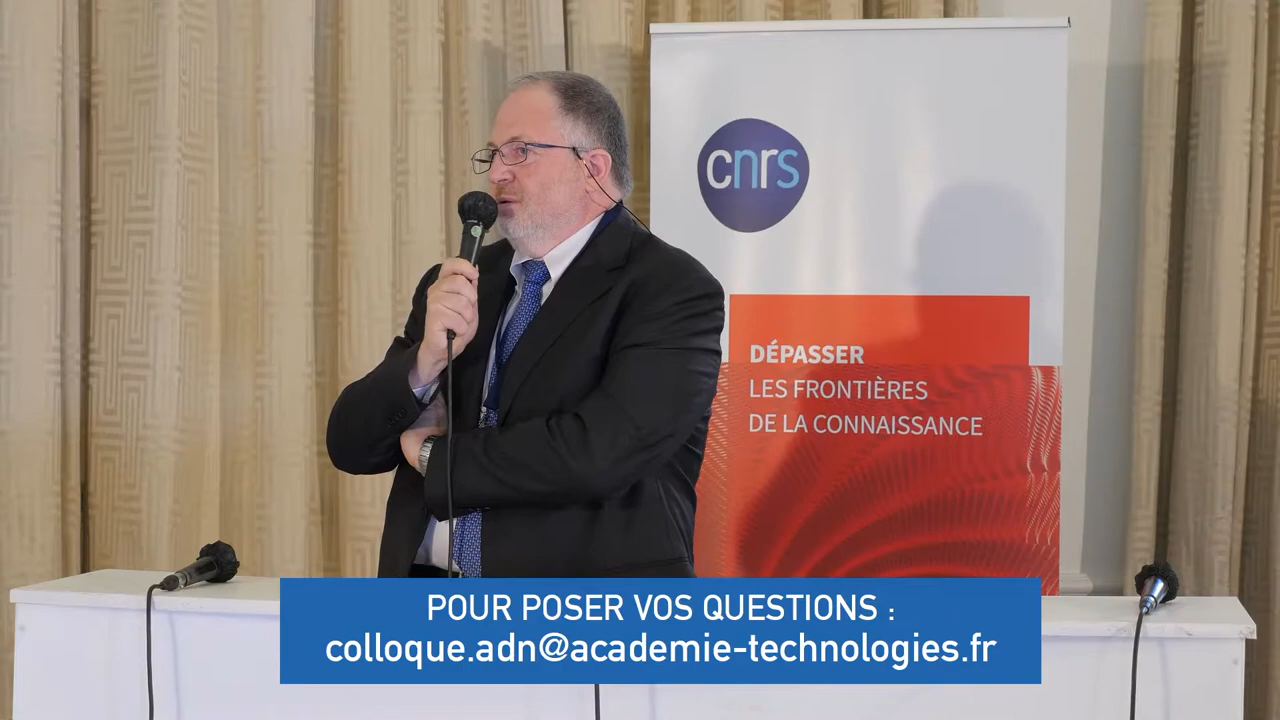 cnrs
DÉPASSER
LES FRONTIÈRES
DE LA CONNAISSANCE
POUR POSER VOS QUESTIONS :
colloque.adn@academie-technologies.fr